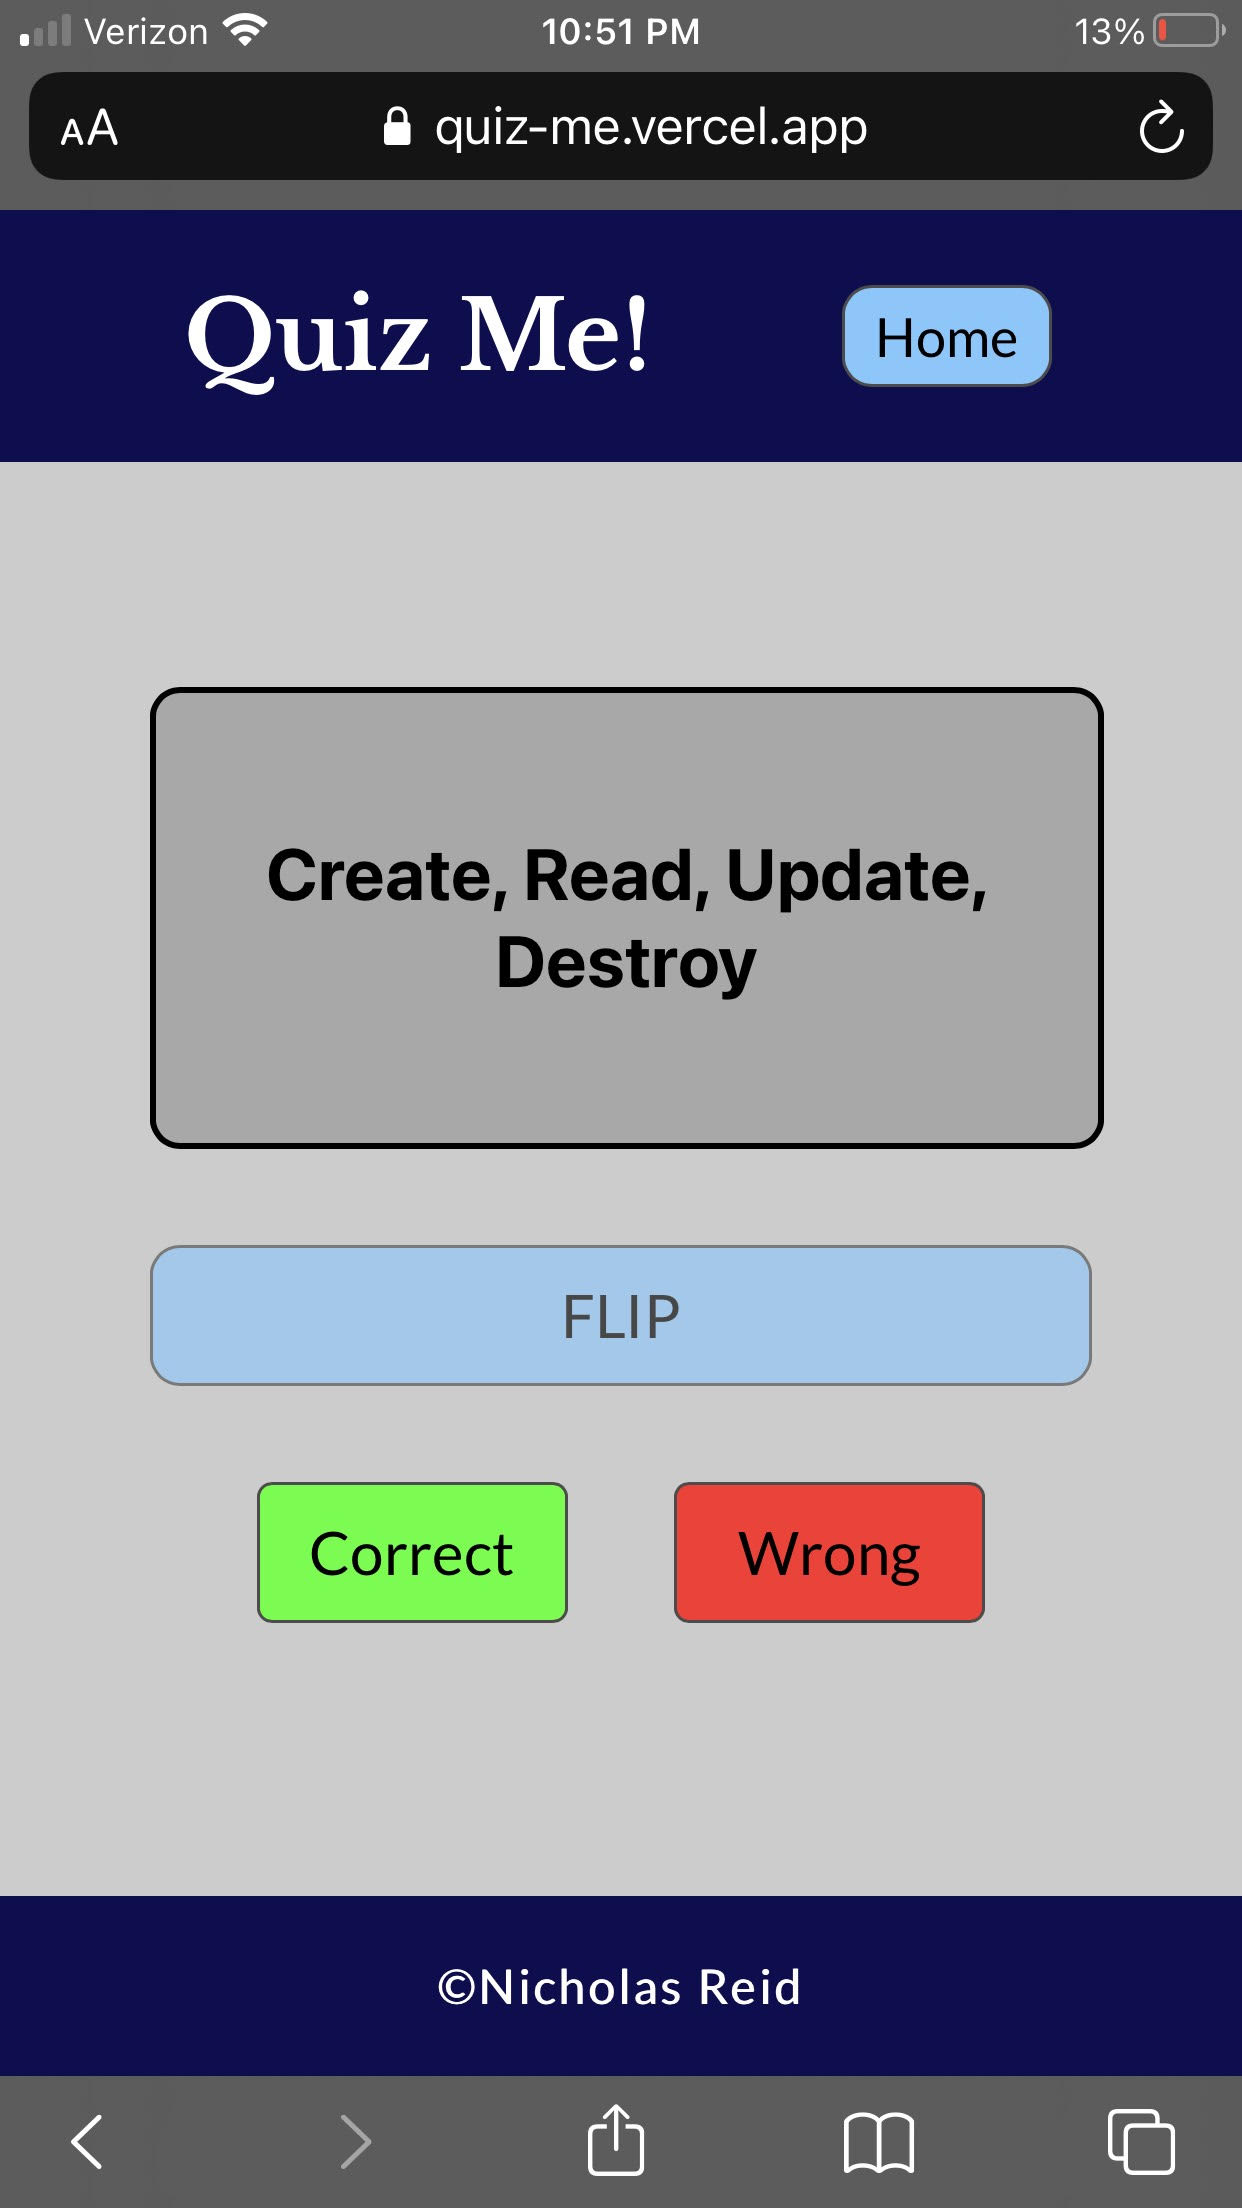 Verizon 10:51 PM 13%
AA quiz-me.vercel.app
Quiz Me! Home
Create, Read, Update,
Destroy
FLIP
Correct Wrong
©Nicholas Reid